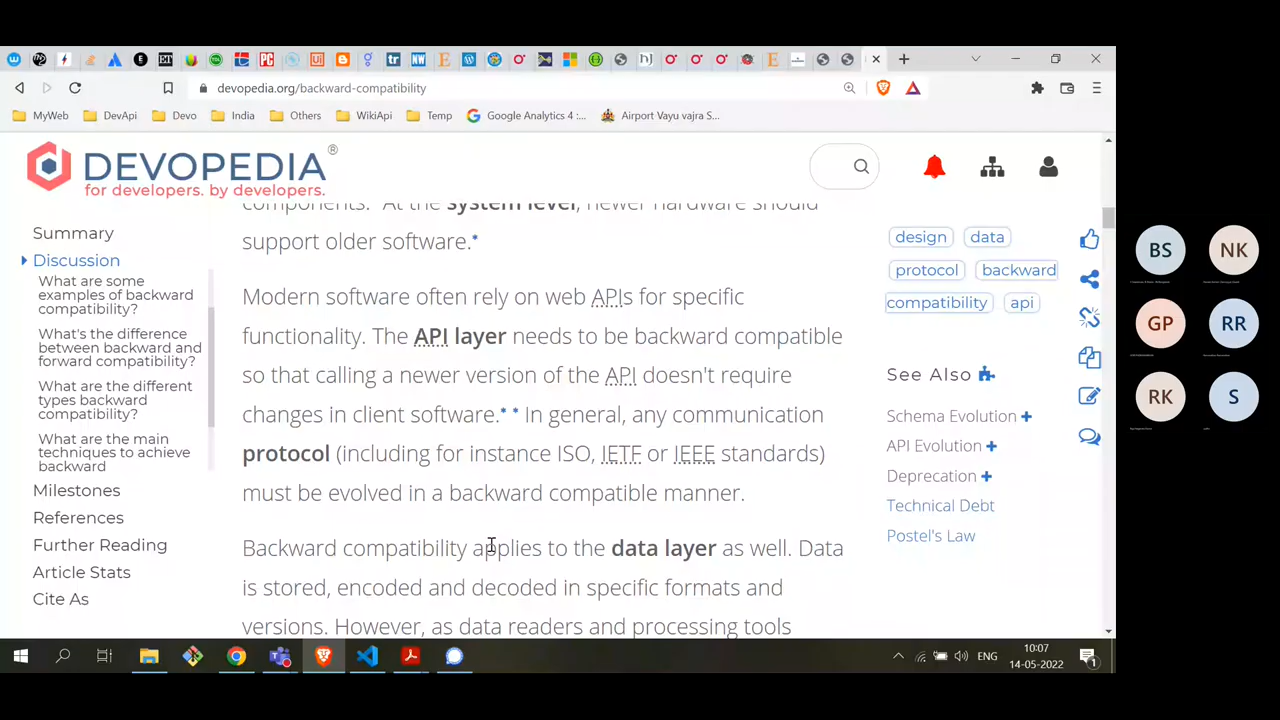 devopedia.org/backward-compatibility
MyWeb
DevApi
Devo
India
Others
WikiApi
Temp
Google Analytics 4 :...
Airport Vayu vajra S...
DEVOPEDIA®
for developers. by developers.
Summary
Discussion
What are some
examples of backward
compatibility?
What's the difference
between backward and
forward compatibility?
What are the different
types backward
compatibility?
What are the main
techniques to achieve
backward
Milestones
References
Further Reading
Article Stats
Cite As
components. At the system level, newer hardware should
support older software.*
Modern software often rely on web APIs for specific
functionality. The API layer needs to be backward compatible
so that calling a newer version of the API doesn't require
changes in client software.* * In general, any communication
protocol (including for instance ISO, IETF or IEEE standards)
must be evolved in a backward compatible manner.
Backward compatibility applies to the data layer as well. Data
is stored, encoded and decoded in specific formats and
versions. However, as data readers and processing tools
design
data
protocol
backward
compatibility
api
See Also
Schema Evolution +
API Evolution +
Deprecation +
Technical Debt
Postel's Law
BS
NK
GP
RR
RK
S
ENG
10:07
14-05-2022
1